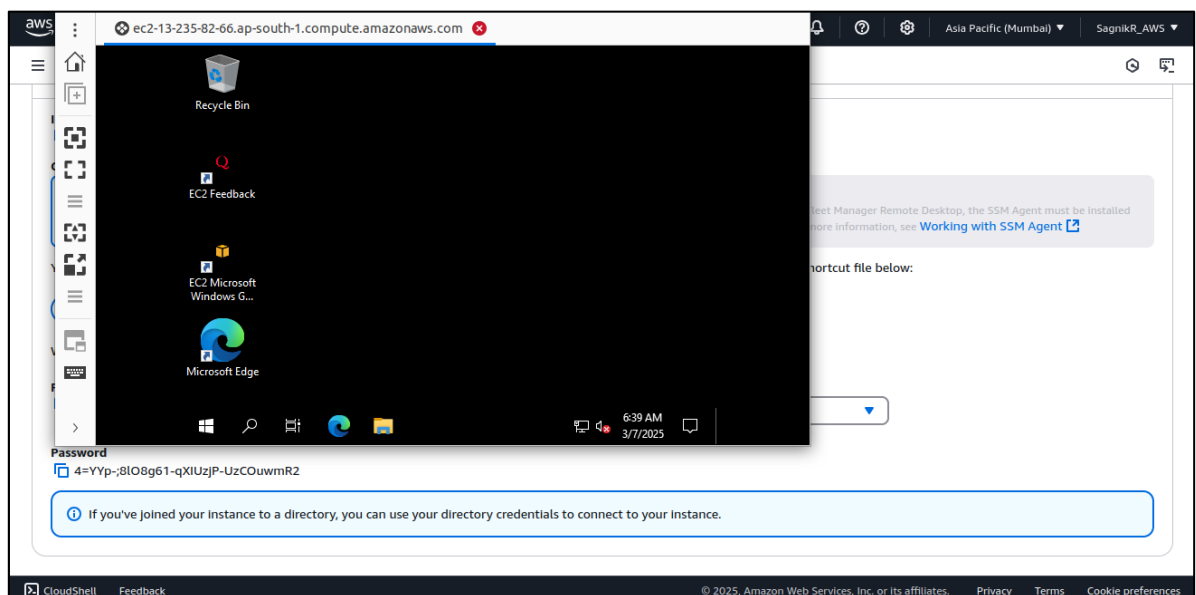 aws
ec2-13-235-82-66.ap-south-1.compute.amazonaws.com
Asia Pacific (Mumbai)
SagnikR_AWS
Recycle Bin
EC2 Feedback
EC2 Microsoft
Windows G...
Microsoft Edge
6:39 AM
3/7/2025
leet Manager Remote Desktop, the SSM Agent must be installed
more information, see Working with SSM Agent
hortcut file below:
Password
4=YYp-;8lO8g61-qXIUzjP-UzCOuwmR2
If you've joined your instance to a directory, you can use your directory credentials to connect to your instance.
CloudShell Feedback
© 2025, Amazon Web Services, Inc. or its affiliates. Privacy Terms Cookie preferences